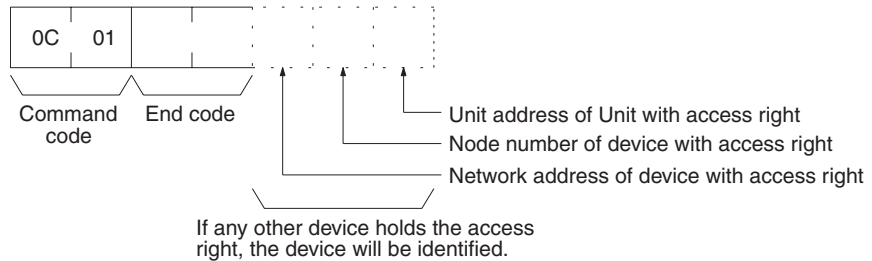 0C 01
Command
code
End code
Unit address of Unit with access right
Node number of device with access right
Network address of device with access right
If any other device holds the access
right, the device will be identified.